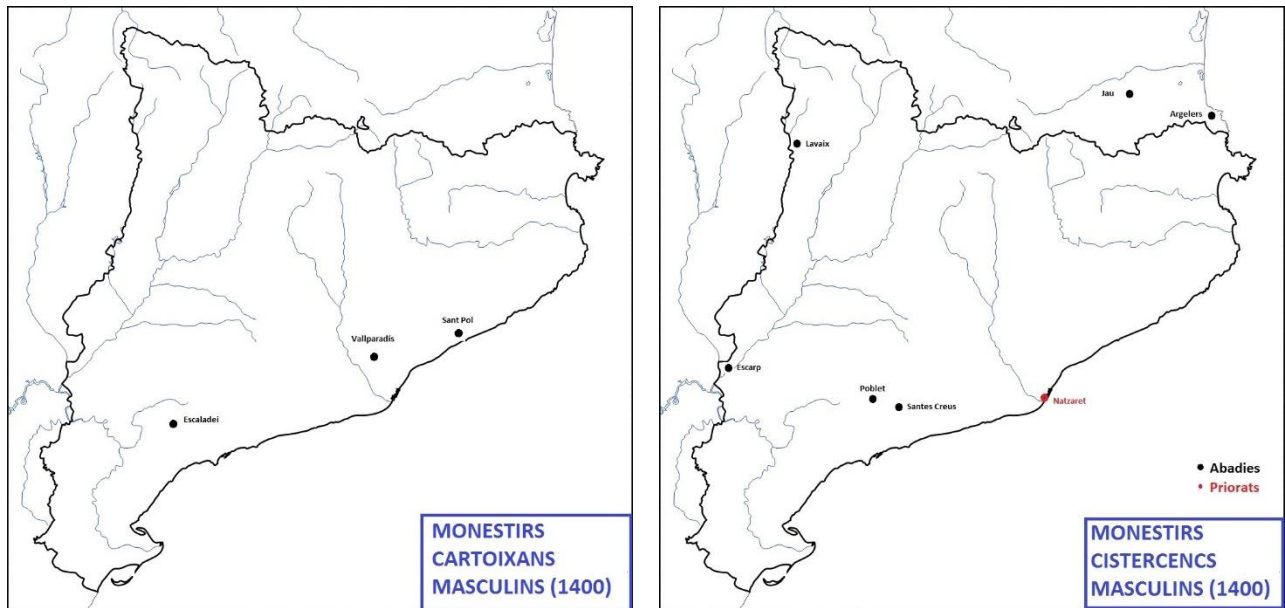 Sant Pol
Vallparadís
Escaladei
MONESTIRS
CARTOIXANS
MASCULINS (1400)
Jau
Argelers
Lavaix
Escarp
Poblet
Santes Creus
Natzaret
Abadies
Priorats
MONESTIRS
CISTERCENCS
MASCULINS (1400)